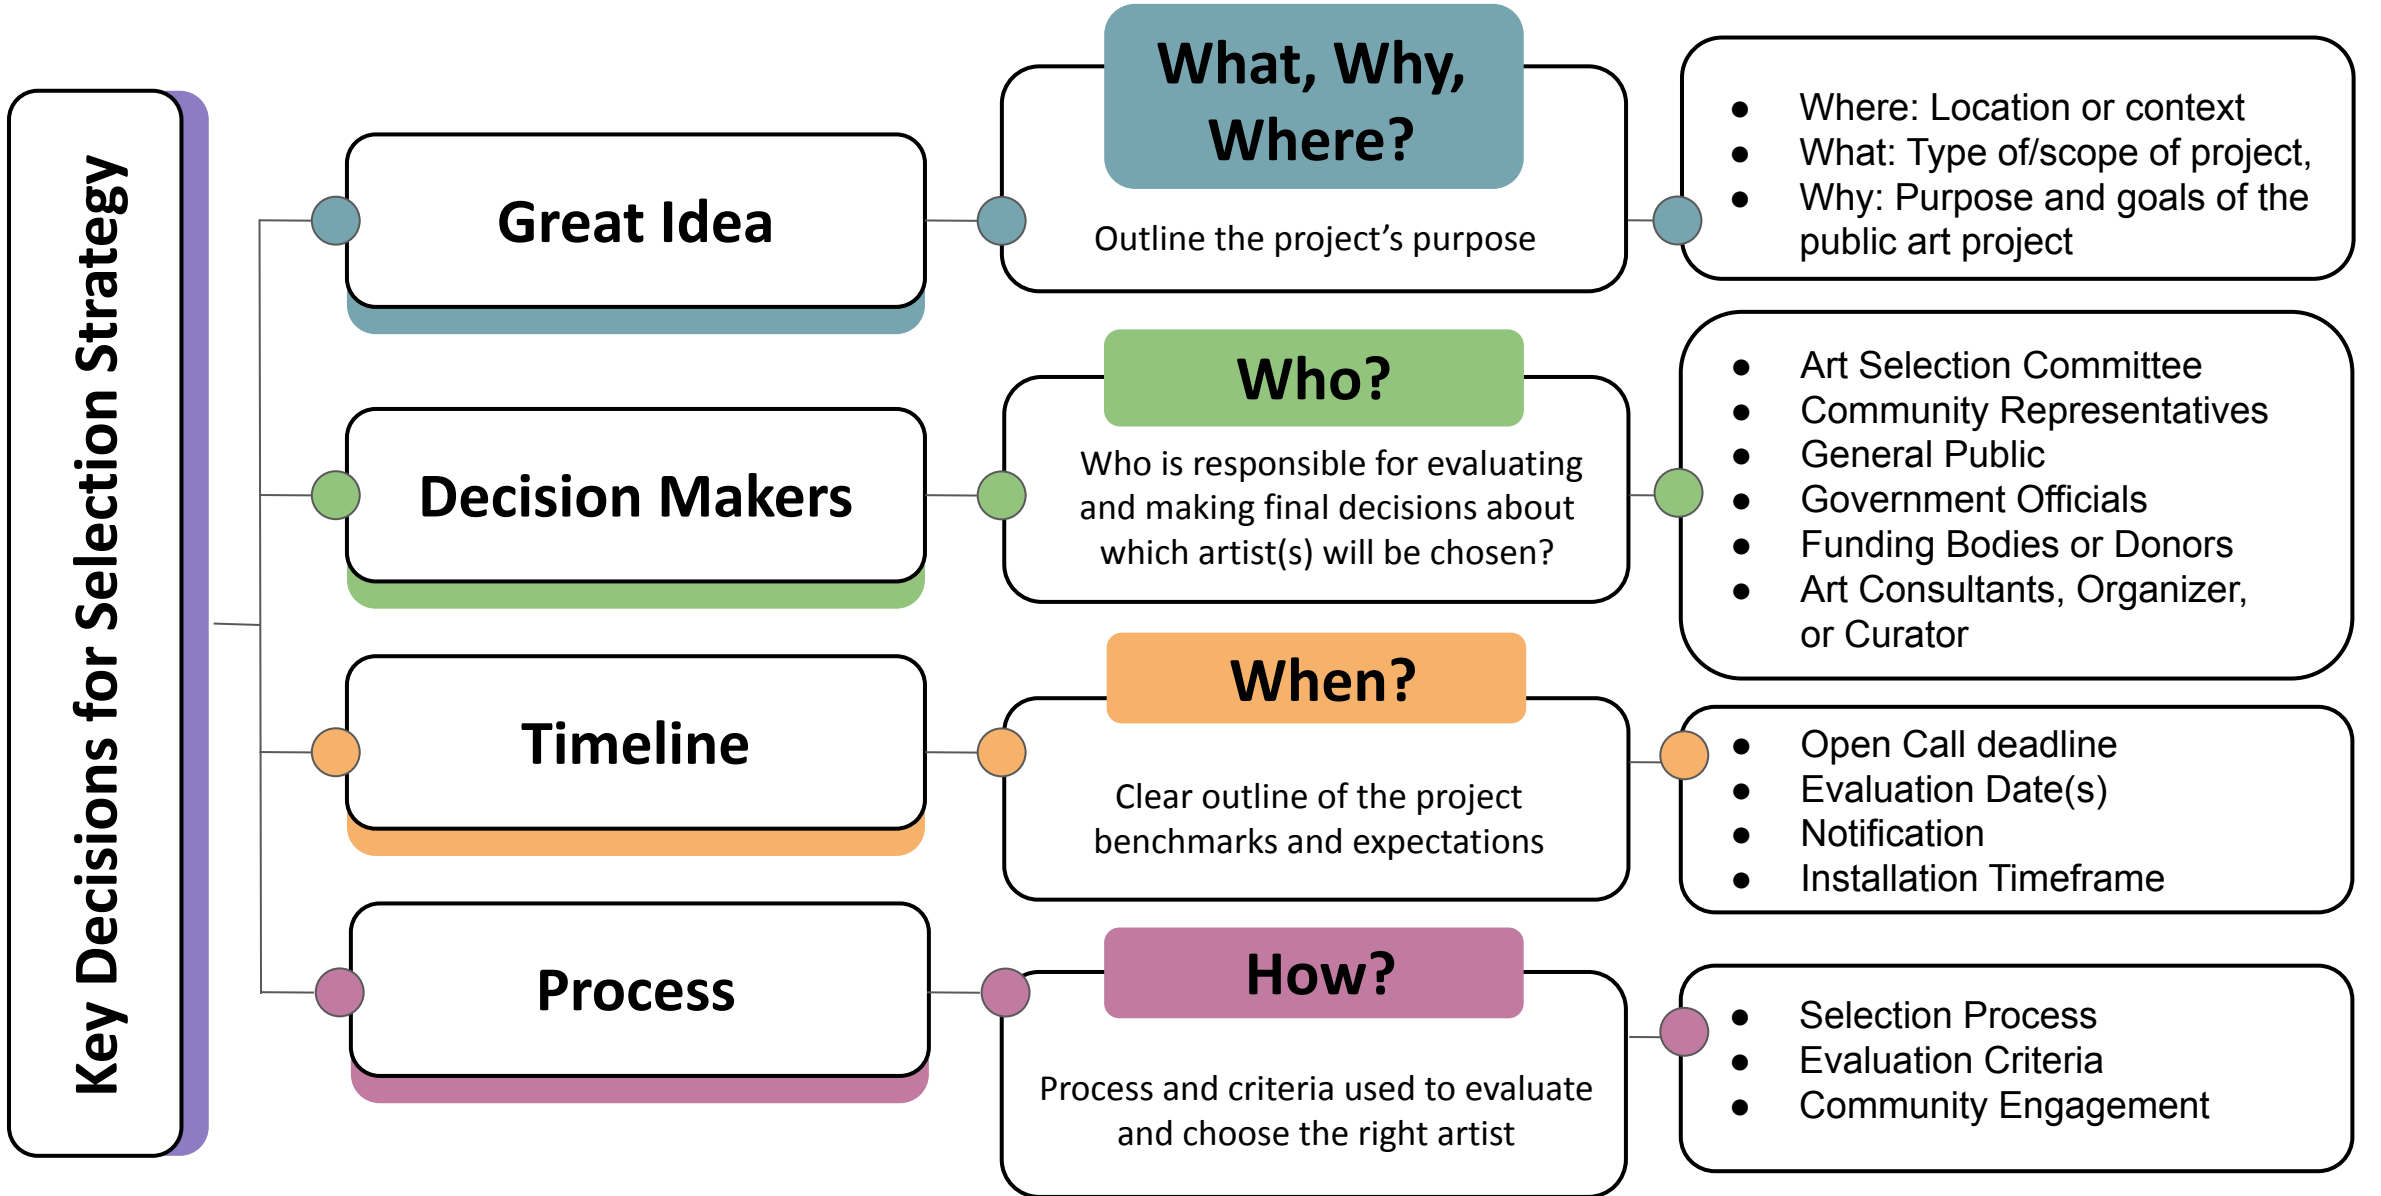 Key Decisions for Selection Strategy
Great Idea
What, Why,
Where?
Outline the project’s purpose
● Where: Location or context
● What: Type of/scope of project,
● Why: Purpose and goals of the
public art project
Decision Makers
Who?
Who is responsible for evaluating
and making final decisions about
which artist(s) will be chosen?
● Art Selection Committee
● Community Representatives
● General Public
● Government Officials
● Funding Bodies or Donors
● Art Consultants, Organizer,
or Curator
Timeline
When?
Clear outline of the project
benchmarks and expectations
● Open Call deadline
● Evaluation Date(s)
● Notification
● Installation Timeframe
Process
How?
Process and criteria used to evaluate
and choose the right artist
● Selection Process
● Evaluation Criteria
● Community Engagement